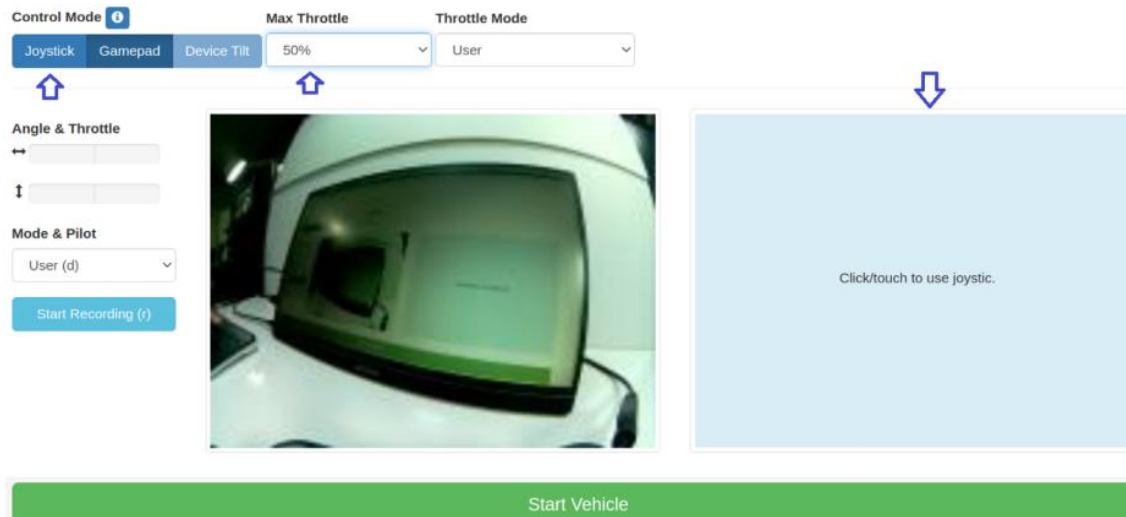 Control Mode
Max Throttle
Throttle Mode
Joystick
Gamepad
Device Tilt
50%
User
Angle & Throttle
Mode & Pilot
User (d)
Start Recording (r)
Click/touch to use joystic.
Start Vehicle